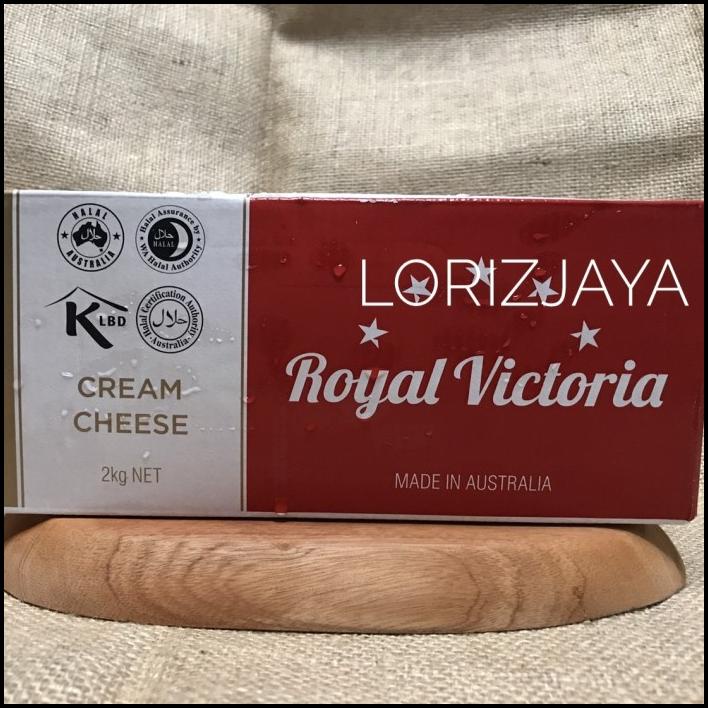 HALAL
حلال
AUSTRALIA
Halal Assurance by
حلال
HALAL
WA Halal Authority
K LBD
Halal Certification Authority
حلال
Australia
CREAM
CHEESE
2kg NET
LORIZJAYA
Royal Victoria
MADE IN AUSTRALIA